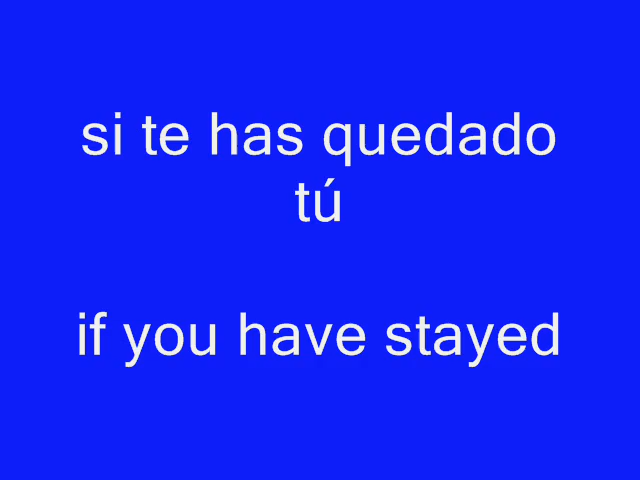 si te has quedado
tú
if you have stayed